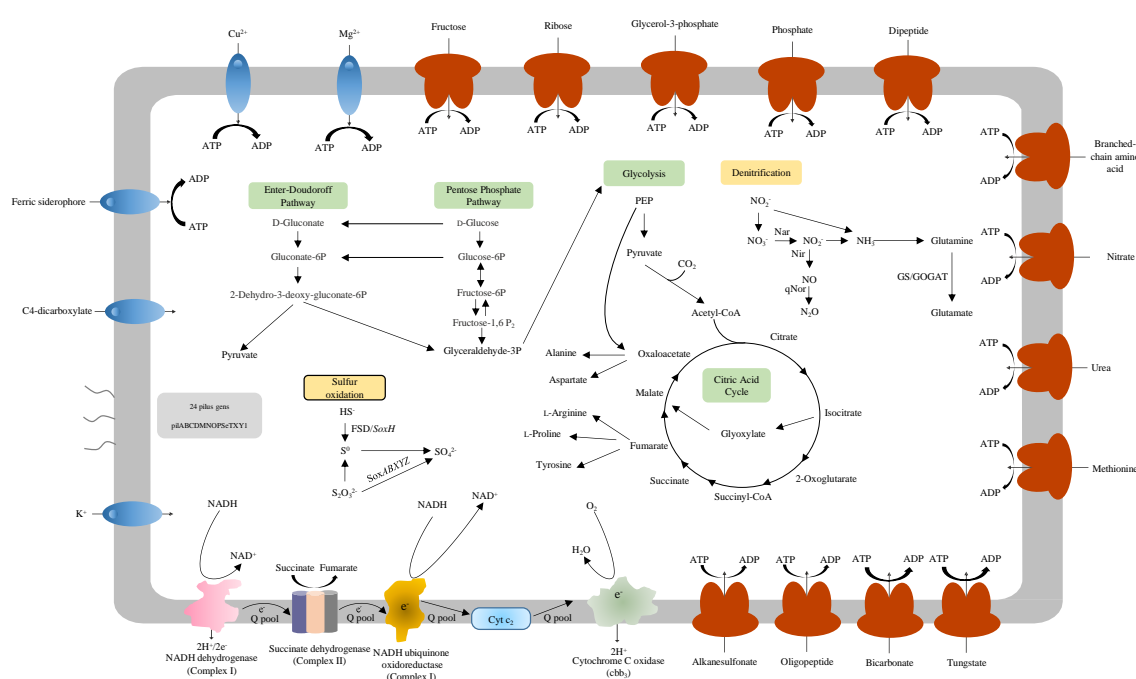 Cu²⁺
Mg²⁺
Fructose
Ribose
Glycerol-3-phosphate
Phosphate
Dipeptide
ATP ADP
ATP ADP
ATP ADP
ATP ADP
ATP ADP
ATP ADP
ATP ADP
ATP
ADP
Branched-
chain amino
acid
Ferric siderophore
ADP
ATP
Enter-Doudoroff
Pathway
Pentose Phosphate
Pathway
Glycolysis
Denitrification
D-Gluconate
D-Glucose
Gluconate-6P
Glucose-6P
2-Dehydro-3-deoxy-gluconate-6P
Fructose-6P
Fructose-1,6 P₂
Pyruvate
Glyceraldehyde-3P
PEP
Pyruvate
CO₂
Acetyl-CoA
NO₂⁻
NO₃⁻
Nar
NO₂⁻
NH₃
Glutamine
Nir
NO
qNor
N₂O
GS/GOGAT
Glutamate
ATP
ADP
Nitrate
C4-dicarboxylate
Citrate
Alanine
Oxaloacetate
Aspartate
Malate
Citric Acid
Cycle
L-Arginine
Isocitrate
L-Proline
Glyoxylate
Fumarate
Tyrosine
Succinate
2-Oxoglutarate
Succinyl-CoA
ATP
ADP
Urea
24 pilus gens
pilABCDMNOPSeTXY1
Sulfur
oxidation
HS⁻
FSD/SoxH
S⁰
SO₄²⁻
SoxABXYZ
S₂O₃²⁻
ATP
ADP
Methionine
K⁺
NADH
NAD⁺
NADH
NAD⁺
O₂
H₂O
Succinate Fumarate
ATP ADP
ATP ADP
ATP ADP
ATP ADP
e⁻
Q pool
e⁻
Q pool
e⁻
Q pool
Cyt c₂
Q pool
e⁻
2H⁺/2e⁻
NADH dehydrogenase
(Complex I)
Succinate dehydrogenase
(Complex II)
NADH ubiquinone
oxidoreductase
(Complex I)
2H⁺
Cytochrome C oxidase
(cbb₃)
Alkanesulfonate
Oligopeptide
Bicarbonate
Tungstate